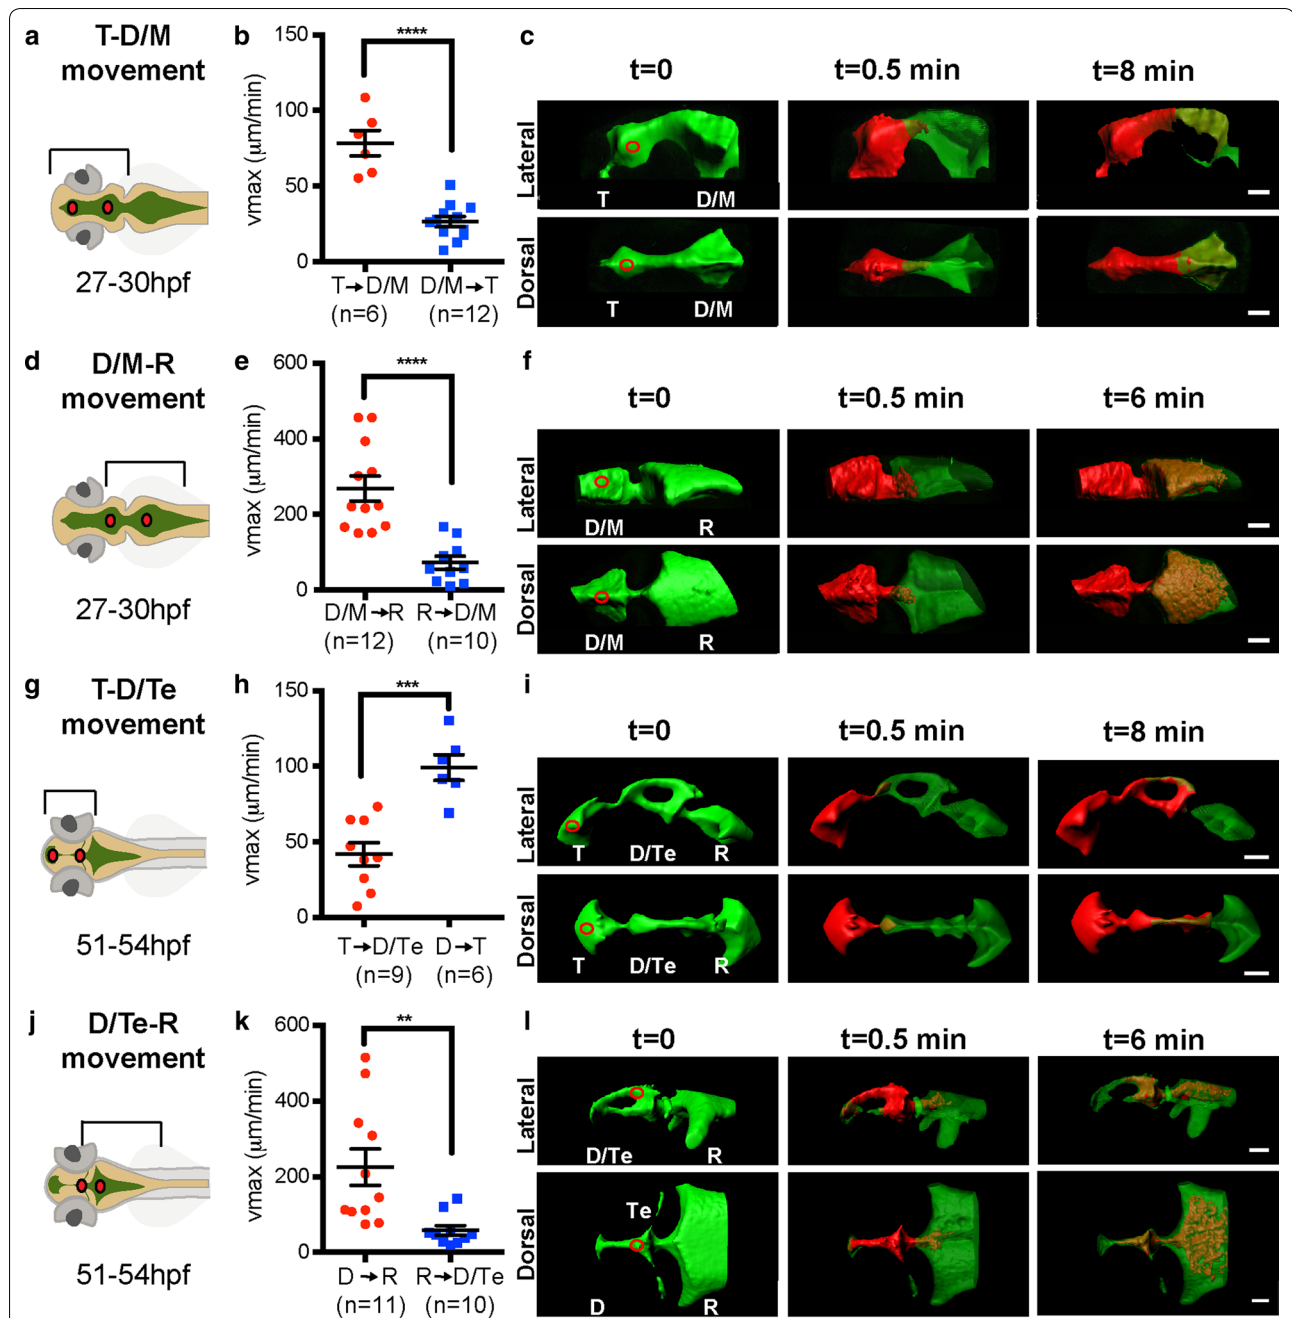 a
T-D/M
movement
27-30hpf
b
vmax (μm/min)
150
100
50
0
****
T→D/M
(n=6)
D/M→T
(n=12)
c
t=0
t=0.5 min
t=8 min
Lateral
T
D/M
Dorsal
T
D/M
d
D/M-R
movement
27-30hpf
e
vmax (μm/min)
600
400
200
0
****
D/M→R
(n=12)
R→D/M
(n=10)
f
t=0
t=0.5 min
t=6 min
Lateral
D/M
R
Dorsal
D/M
R
g
T-D/Te
movement
51-54hpf
h
vmax (μm/min)
150
100
50
0
***
T→D/Te
(n=9)
D→T
(n=6)
i
t=0
t=0.5 min
t=8 min
Lateral
T
D/Te
R
Dorsal
T
D/Te
R
j
D/Te-R
movement
51-54hpf
k
vmax (μm/min)
600
400
200
0
**
D→R
(n=11)
R→D/Te
(n=10)
l
t=0
t=0.5 min
t=6 min
Lateral
D/Te
R
Dorsal
Te
D
R